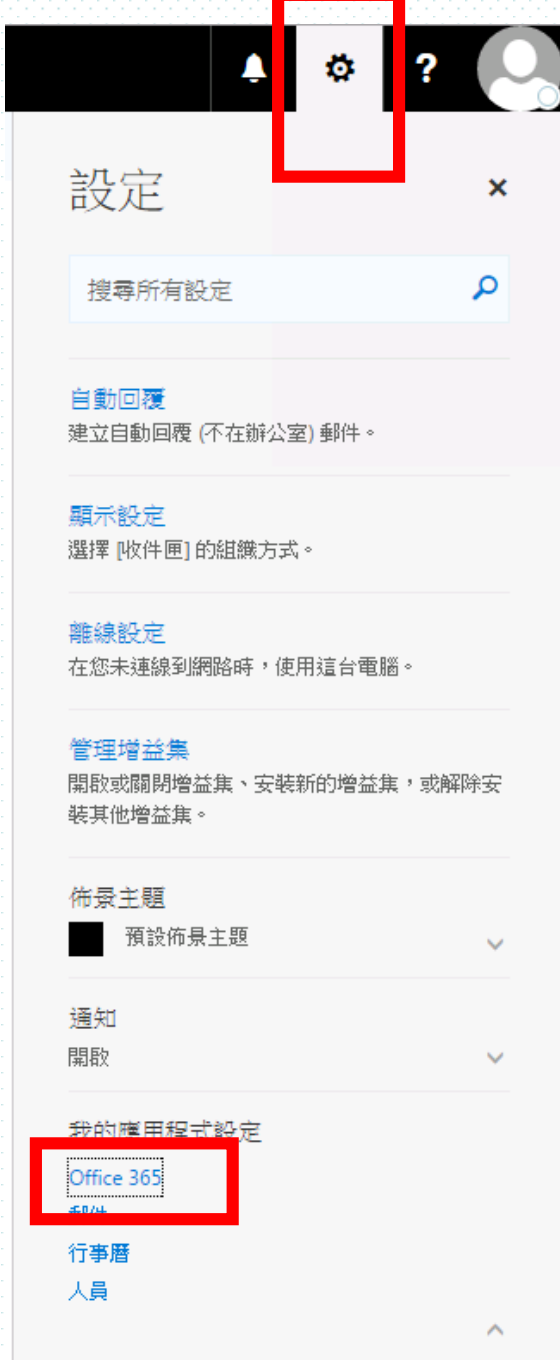 ?
設定
×
搜尋所有設定
自動回覆
建立自動回覆 (不在辦公室) 郵件。
顯示設定
選擇 [收件匣] 的組織方式。
離線設定
在您未連線到網路時，使用這台電腦。
管理增益集
開啟或關閉增益集、安裝新的增益集，或解除安
裝其他增益集。
佈景主題
預設佈景主題
通知
開啟
我的應用程式設定
Office 365
郵件
行事曆
人員